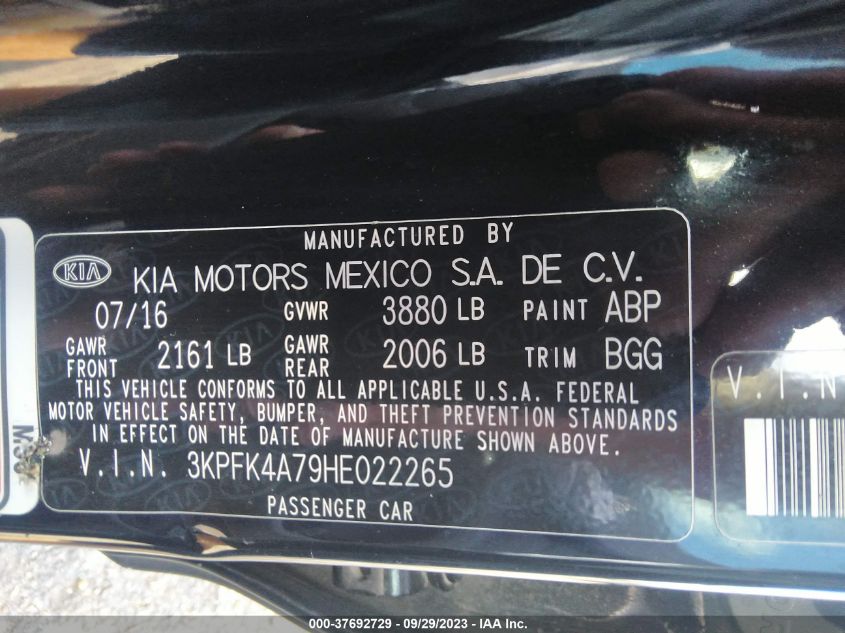 MANUFACTURED BY
KIA KIA MOTORS MEXICO S.A. DE C.V.
07/16 GVWR 3880 LB PAINT ABP
GAWR FRONT 2161 LB GAWR REAR 2006 LB TRIM BGG
THIS VEHICLE CONFORMS TO ALL APPLICABLE U.S.A. FEDERAL
MOTOR VEHICLE SAFETY, BUMPER, AND THEFT PREVENTION STANDARDS
IN EFFECT ON THE DATE OF MANUFACTURE SHOWN ABOVE.
V.I.N. 3KPFK4A79HE022265
PASSENGER CAR
V.I.N
000-37692729 - 09/29/2023 - IAA Inc.